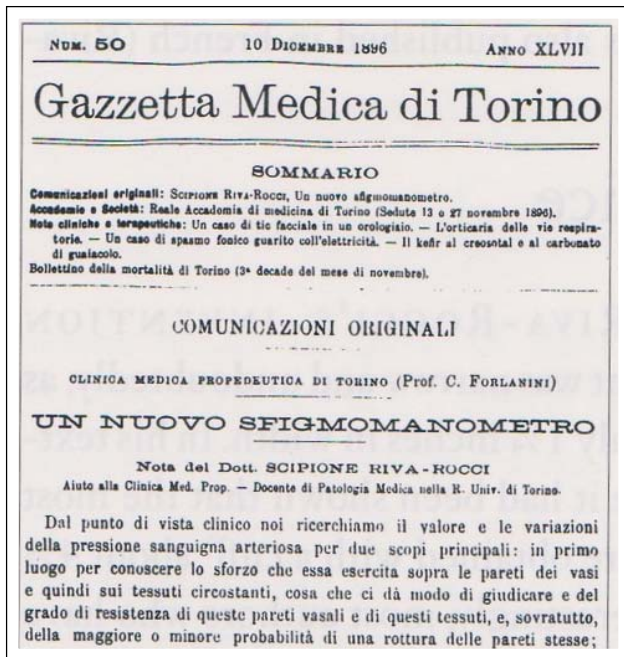 NUM. 50 10 DICEMBRE 1896 ANNO XLVII
Gazzetta Medica di Torino
SOMMARIO
Comunicazioni originali: SCIPIONE RIVA-ROCCI, Un nuovo sfigmomanometro.
Accademie e Società: Reale Accademia di medicina di Torino (Sedute 13 e 27 novembre 1896).
Note cliniche e terapeutiche: Un caso di tic facciale in un orologiaio. — L'orticaria delle vie respira-
torie. — Un caso di spasmo fonico guarito coll'elettricità. — Il kefir al creosotal e al carbonato
di guaiacolo.
Bollettino della mortalità di Torino (3ª decade del mese di novembre).
COMUNICAZIONI ORIGINALI
CLINICA MEDICA PROPEDEUTICA DI TORINO (Prof. C. FORLANINI)
UN NUOVO SFIGMOMANOMETRO
Nota del Dott. SCIPIONE RIVA-ROCCI
Aiuto alla Clinica Med. Prop. — Docente di Patologia Medica nella R. Univ. di Torino.
Dal punto di vista clinico noi ricerchiamo il valore e le variazioni
della pressione sanguigna arteriosa per due scopi principali: in primo
luogo per conoscere lo sforzo che essa esercita sopra le pareti dei vasi
e quindi sui tessuti circostanti, cosa che ci dà modo di giudicare e del
grado di resistenza di queste pareti vasali e di questi tessuti, e, sovratutto,
della maggiore o minore probabilità di una rottura delle pareti stesse;